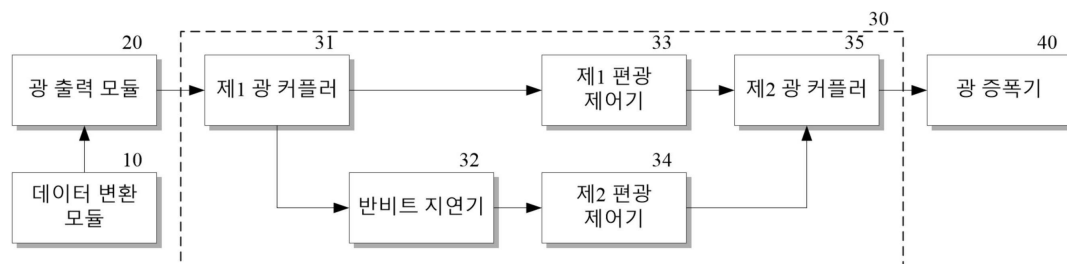 30
20
31
33
35
40
광 출력 모듈
제1 광 커플러
제1 편광
제어기
제2 광 커플러
광 증폭기
10
32
34
데이터 변환
모듈
반비트 지연기
제2 편광
제어기